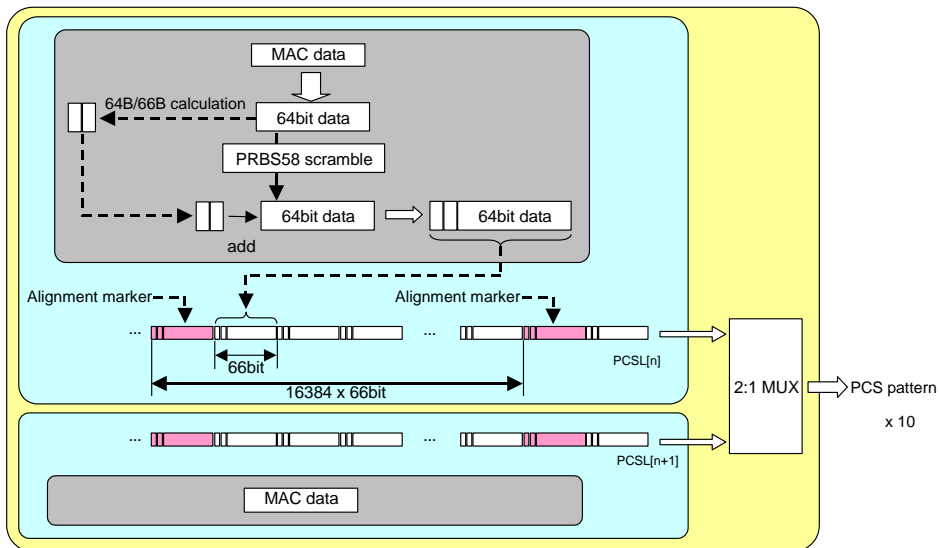 MAC data
64B/66B calculation
64bit data
PRBS58 scramble
64bit data
64bit data
add
Alignment marker
Alignment marker
...
...
66bit
PCSL[n]
16384 x 66bit
2:1 MUX
PCS pattern
x 10
...
...
PCSL[n+1]
MAC data